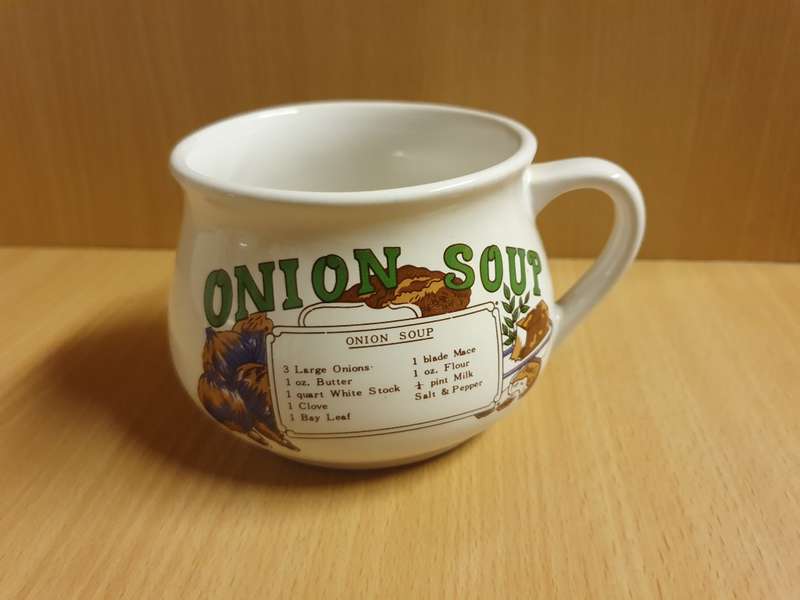 ONION SOUP
ONION SOUP
3 Large Onions
1 oz. Butter
1 quart White Stock
1 Clove
1 Bay Leaf
1 blade Mace
1 oz. Flour
½ pint Milk
Salt & Pepper